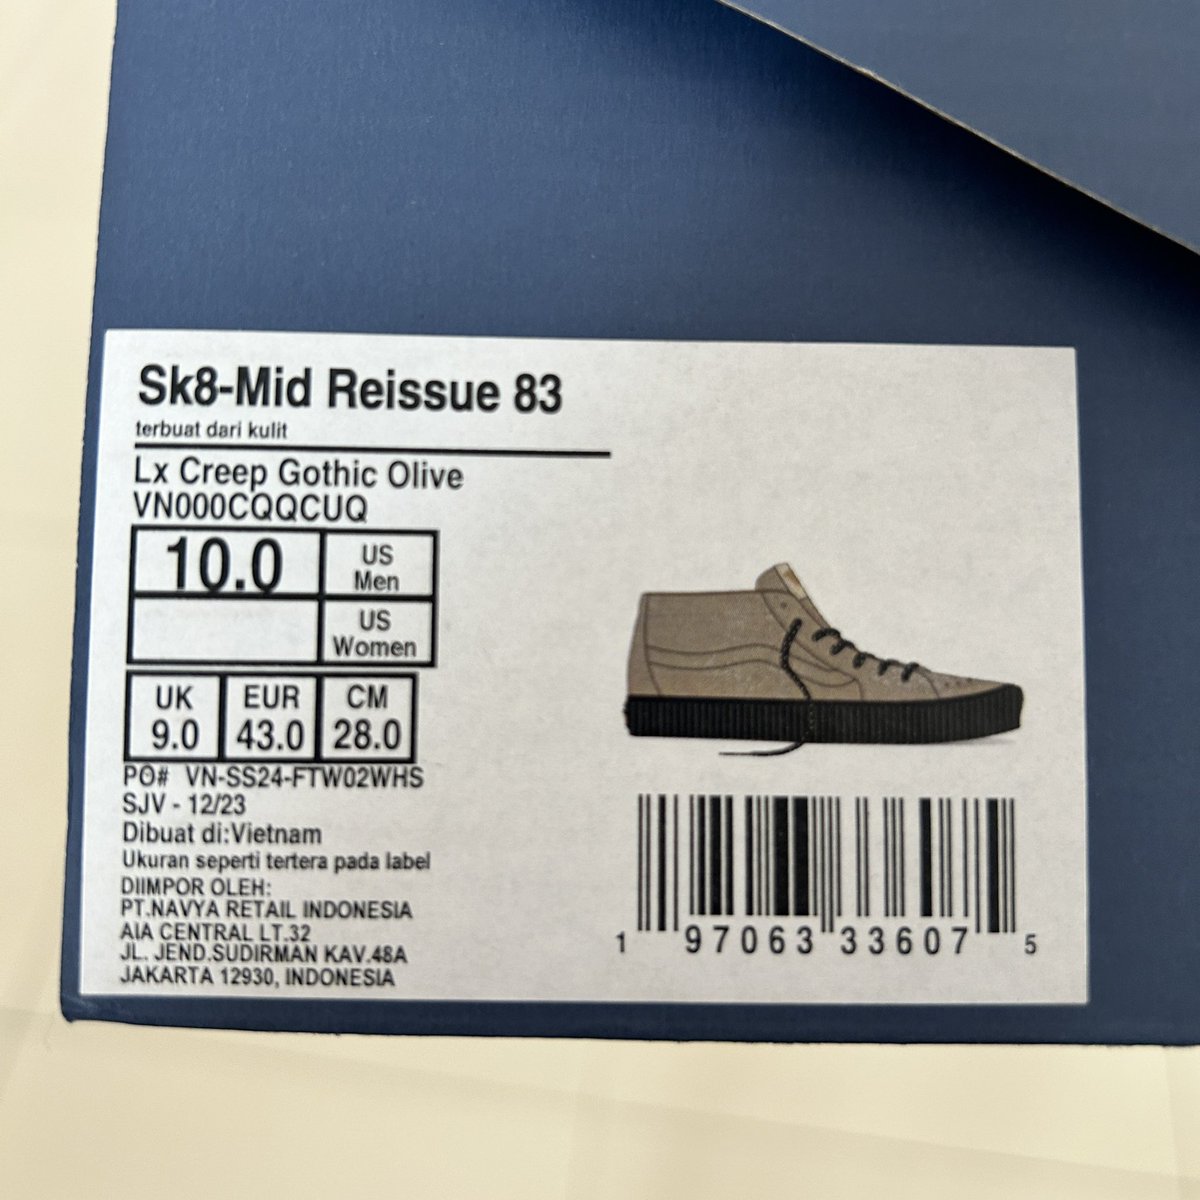 Sk8-Mid Reissue 83
terbuat dari kulit
Lx Creep Gothic Olive
VN000CQQCUQ
10.0 US Men
US Women
UK EUR CM
9.0 43.0 28.0
PO# VN-SS24-FTW02WHS
SJV - 12/23
Dibuat di:Vietnam
Ukuran seperti tertera pada label
DIIMPOR OLEH:
PT.NAVYA RETAIL INDONESIA
AIA CENTRAL LT.32
JL. JEND.SUDIRMAN KAV.48A
JAKARTA 12930, INDONESIA
1 97063 33607 5